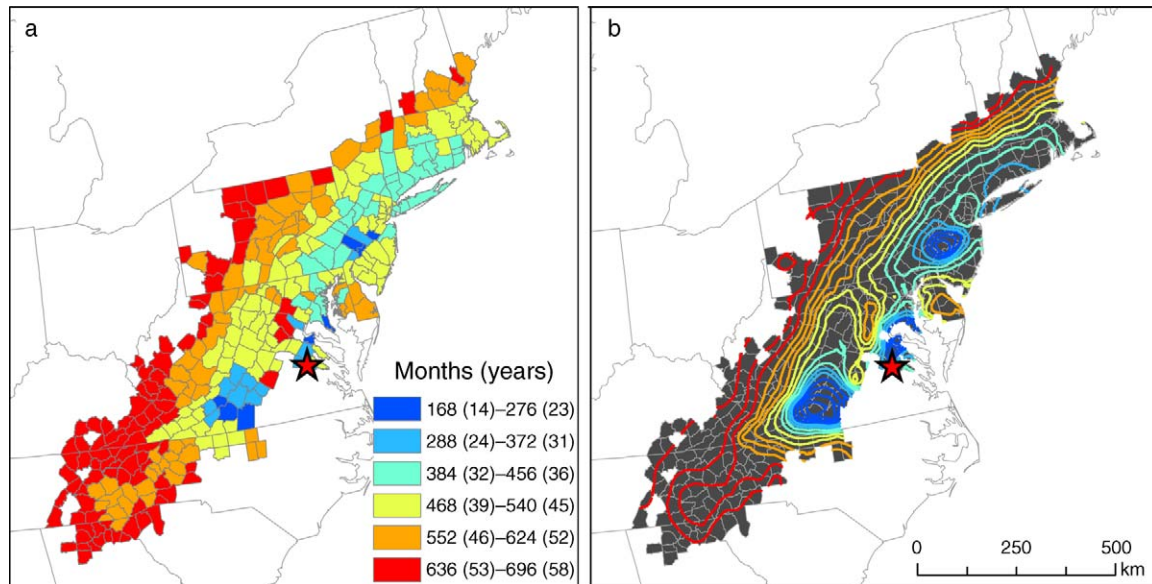 a
b
Months (years)
168 (14)–276 (23)
288 (24)–372 (31)
384 (32)–456 (36)
468 (39)–540 (45)
552 (46)–624 (52)
636 (53)–696 (58)
0 250 500
km